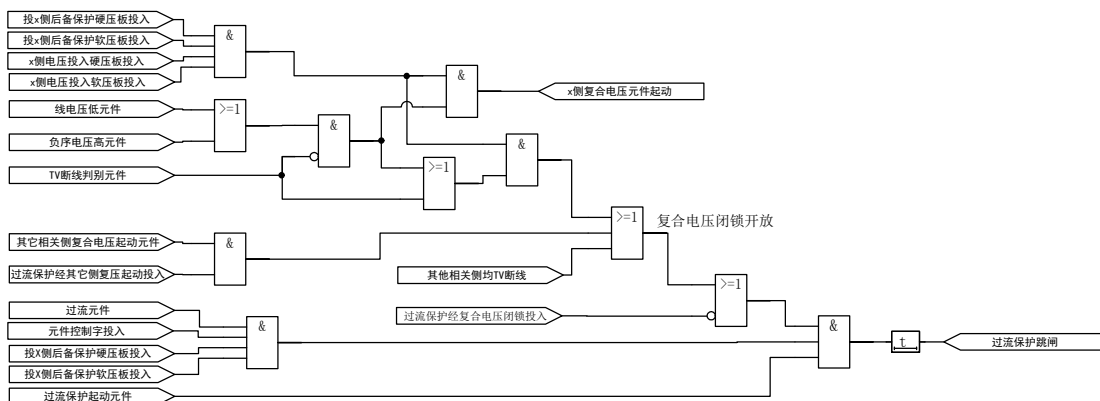 投x侧后备保护硬压板投入
投x侧后备保护软压板投入
x侧电压投入硬压板投入
x侧电压投入软压板投入
&
&
x侧复合电压元件起动
线电压低元件
负序电压高元件
>=1
&
TV断线判别元件
>=1
&
其它相关侧复合电压起动元件
过流保护经其它侧复压起动投入
&
其他相关侧均TV断线
>=1
复合电压闭锁开放
过流保护经复合电压闭锁投入
>=1
过流元件
元件控制字投入
投X侧后备保护硬压板投入
投X侧后备保护软压板投入
&
过流保护起动元件
&
t
过流保护跳闸